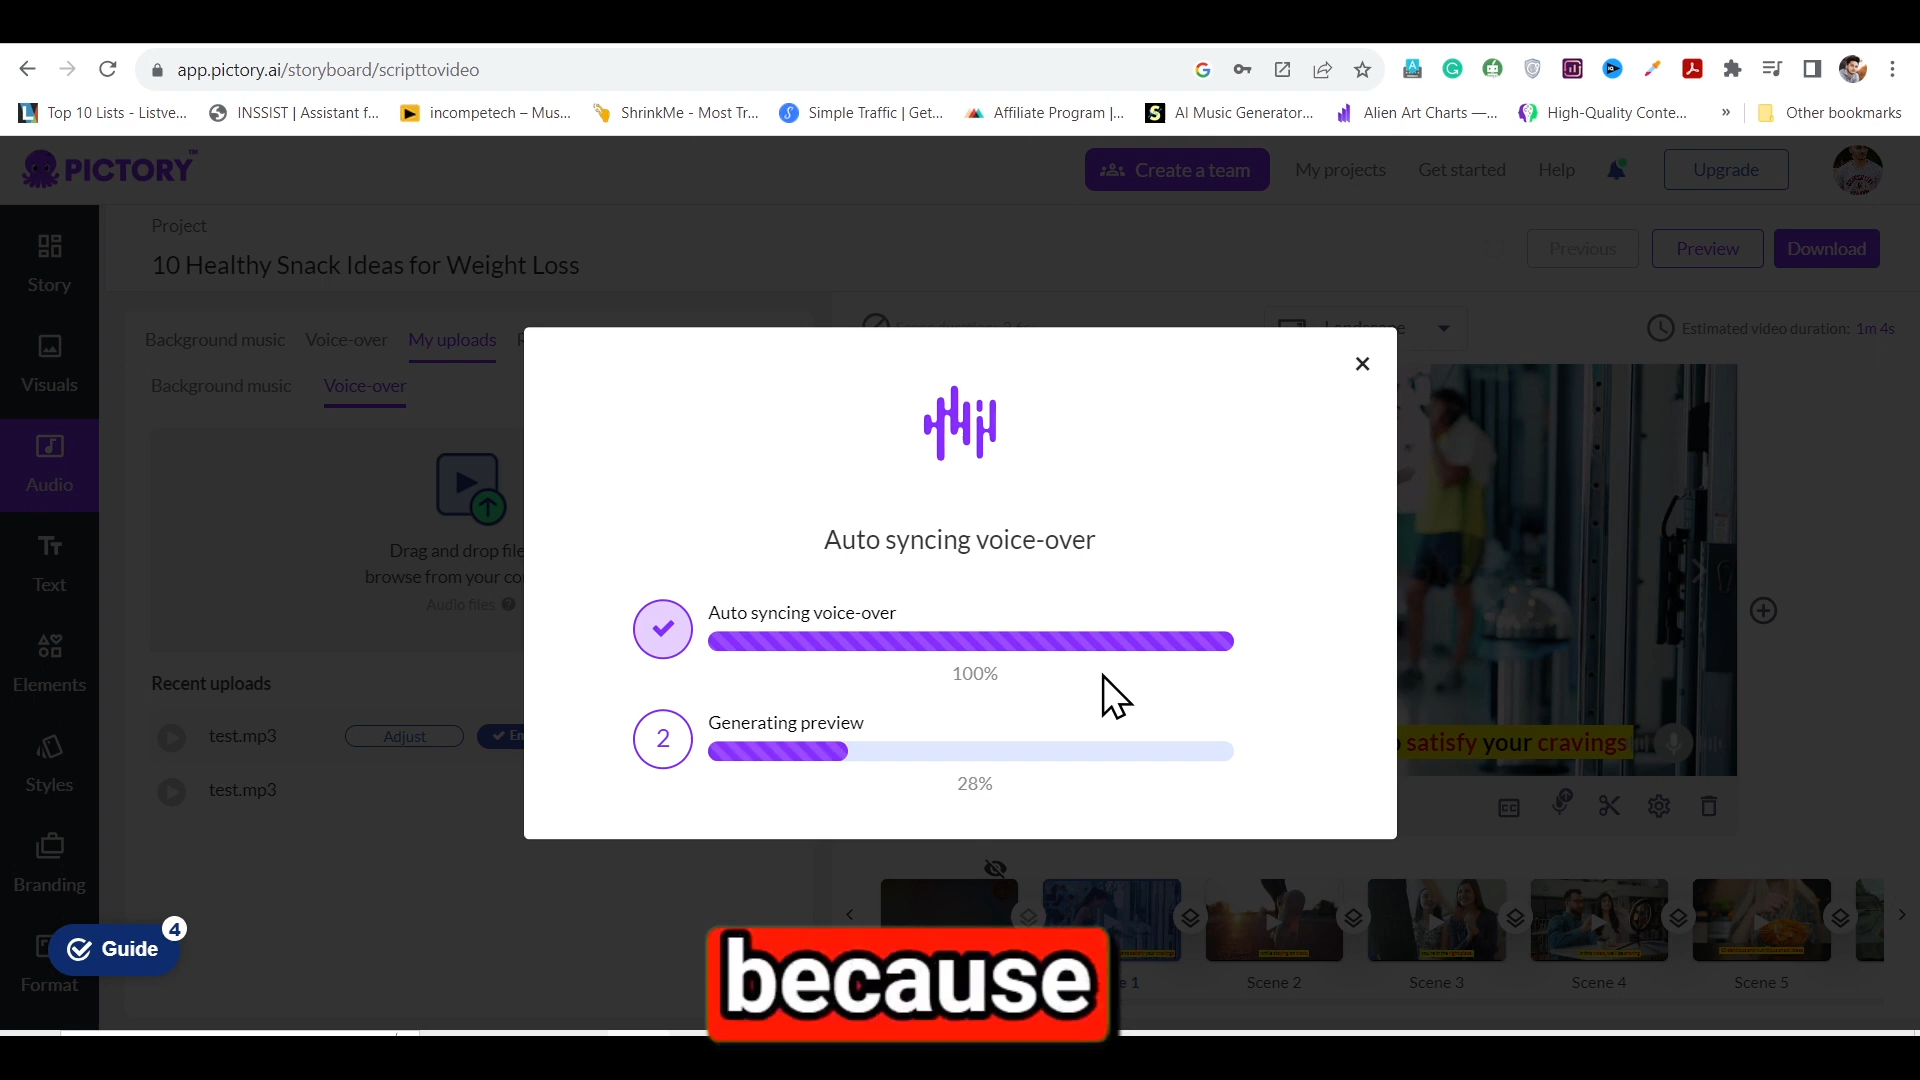 app.pictory.ai/storyboard/scripttovideo
Top 10 Lists - Listve...
INSSIST | Assistant f...
incompetech – Mus...
ShrinkMe - Most Tr...
Simple Traffic | Get...
Affiliate Program |...
AI Music Generator...
Alien Art Charts —...
High-Quality Conte...
»
Other bookmarks
PICTORY™
Create a team
My projects
Get started
Help
Upgrade
Project
10 Healthy Snack Ideas for Weight Loss
Previous
Preview
Download
Story
Visuals
Audio
Text
Elements
Styles
Branding
Format
Guide
4
Background music
Voice-over
My uploads
Background music
Voice-over
Drag and drop file
browse from your co
Audio files
Recent uploads
test.mp3
Adjust
test.mp3
Landscape
Estimated video duration: 1m 4s
Auto syncing voice-over
Auto syncing voice-over
100%
2
Generating preview
28%
satisfy your cravings
e 1
Scene 2
Scene 3
Scene 4
Scene 5
because